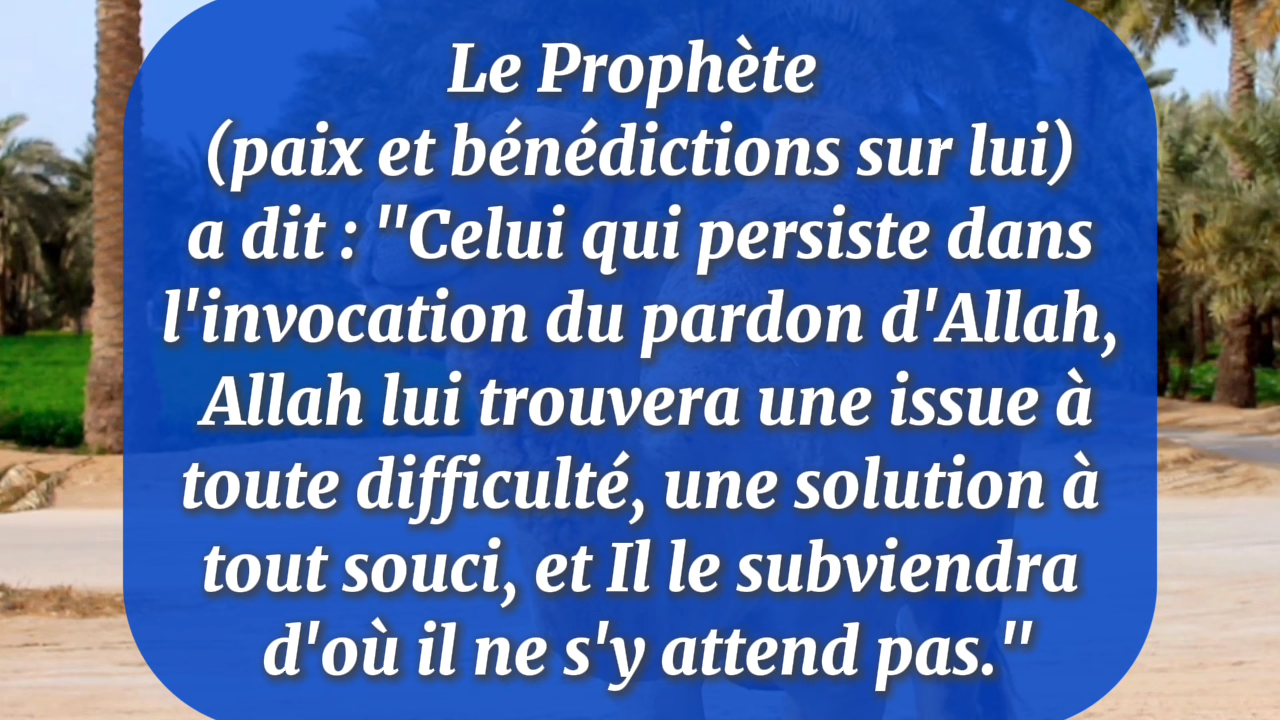 Le Prophète
(paix et bénédictions sur lui)
a dit : "Celui qui persiste dans
l'invocation du pardon d'Allah,
Allah lui trouvera une issue à
toute difficulté, une solution à
tout souci, et Il le subviendra
d'où il ne s'y attend pas."